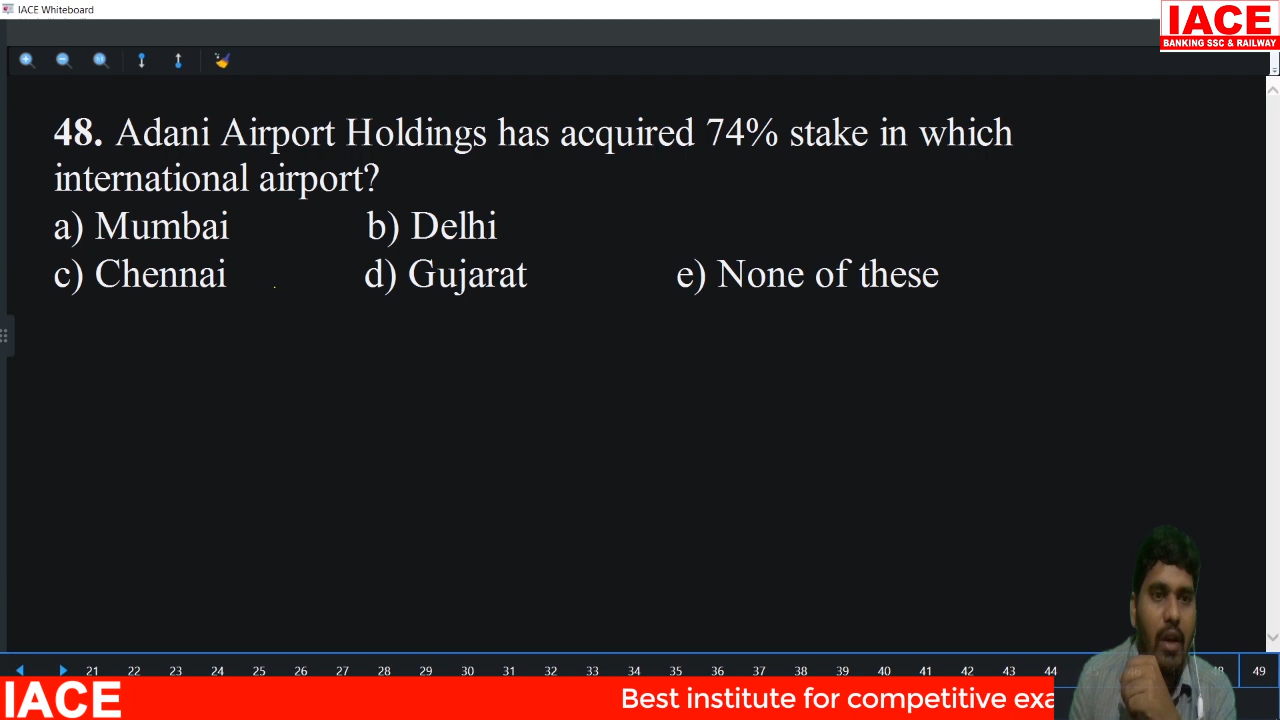 IACE Whiteboard
IACE
BANKING SSC & RAILWAY
48. Adani Airport Holdings has acquired 74% stake in which
international airport?
a) Mumbai b) Delhi
c) Chennai d) Gujarat e) None of these
21 22 23 24 25 26 27 28 29 30 31 32 33 34 35 36 37 38 39 40 41 42 43 44 49
IACE Best institute for competitive exa